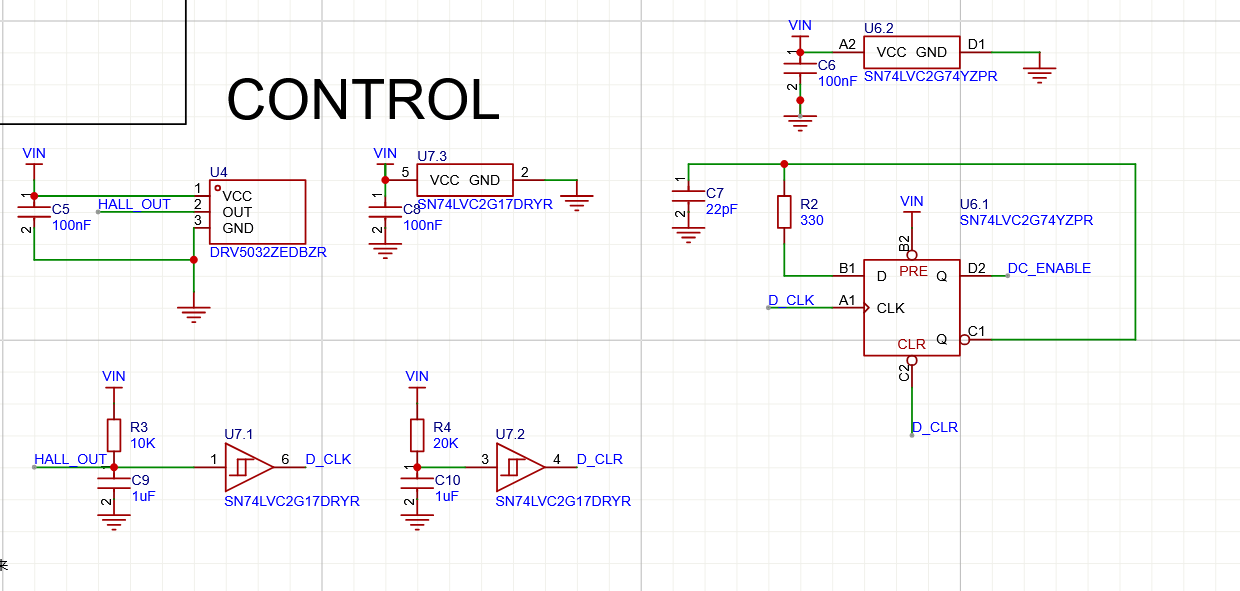 CONTROL
VIN
A2
VCC GND
D1
U6.2
SN74LVC2G74YZPR
1
C6
100nF
2
VIN
1
C5
100nF
2
HALL_OUT
U4
1
2
3
VCC
OUT
GND
DRV5032ZEDBZR
VIN
5
U7.3
VCC GND
2
SN74LVC2G17DRYR
1
C8
100nF
2
1
C7
22pF
2
R2
330
VIN
U6.1
SN74LVC2G74YZPR
B2
B1
D
PRE
Q
D2
DC_ENABLE
D_CLK
A1
CLK
CLR
Q
C1
C2
D_CLR
VIN
R3
10K
HALL_OUT
1
C9
1uF
2
U7.1
1
6
D_CLK
SN74LVC2G17DRYR
VIN
R4
20K
1
C10
1uF
2
U7.2
3
4
D_CLR
SN74LVC2G17DRYR